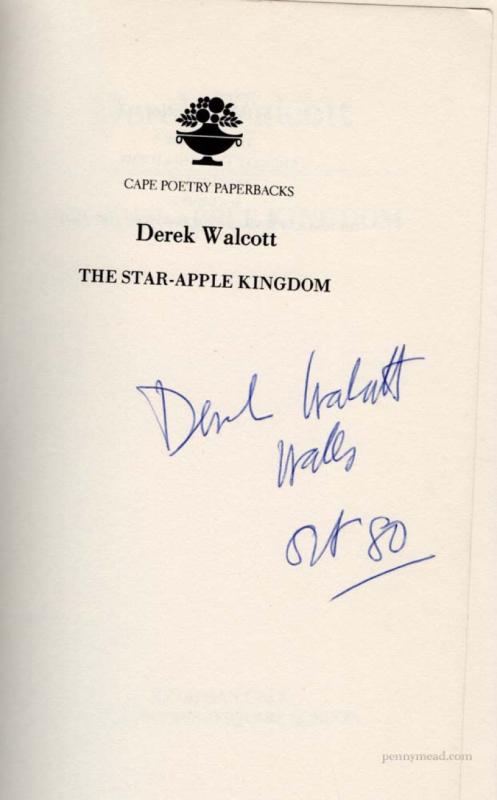 CAPE POETRY PAPERBACKS
Derek Walcott
THE STAR-APPLE KINGDOM
Derek Walcott
Wales
Oct 80
pennymead.com